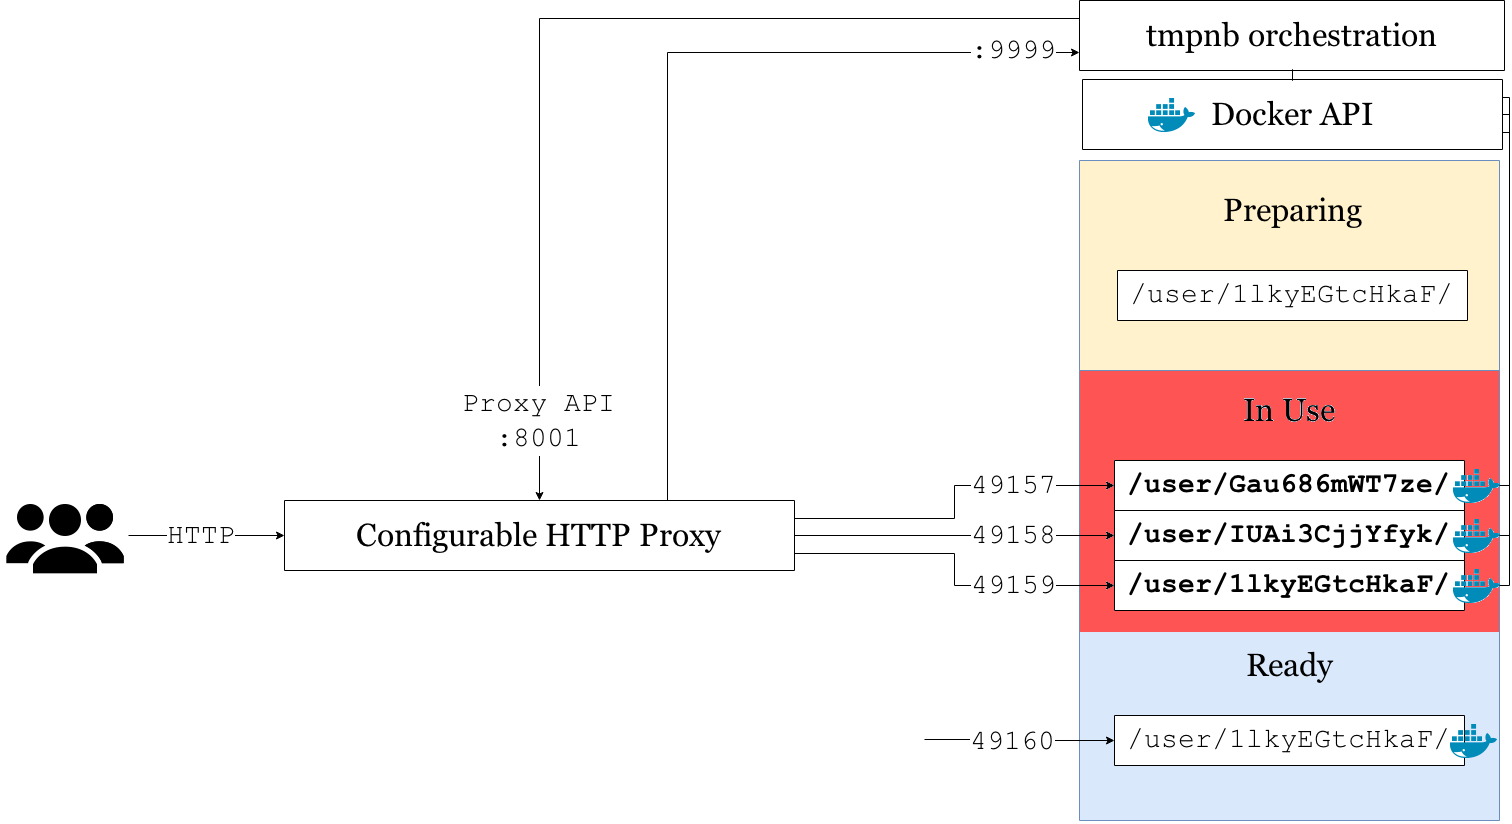 tmpnb orchestration
:9999
Docker API
Preparing
/user/1lkyEGtcHkaF/
Proxy API
:8001
In Use
49157
/user/Gau686mWT7ze/
HTTP
Configurable HTTP Proxy
49158
/user/IUAi3CjjYfyk/
49159
/user/1lkyEGtcHkaF/
Ready
49160
/user/1lkyEGtcHkaF/